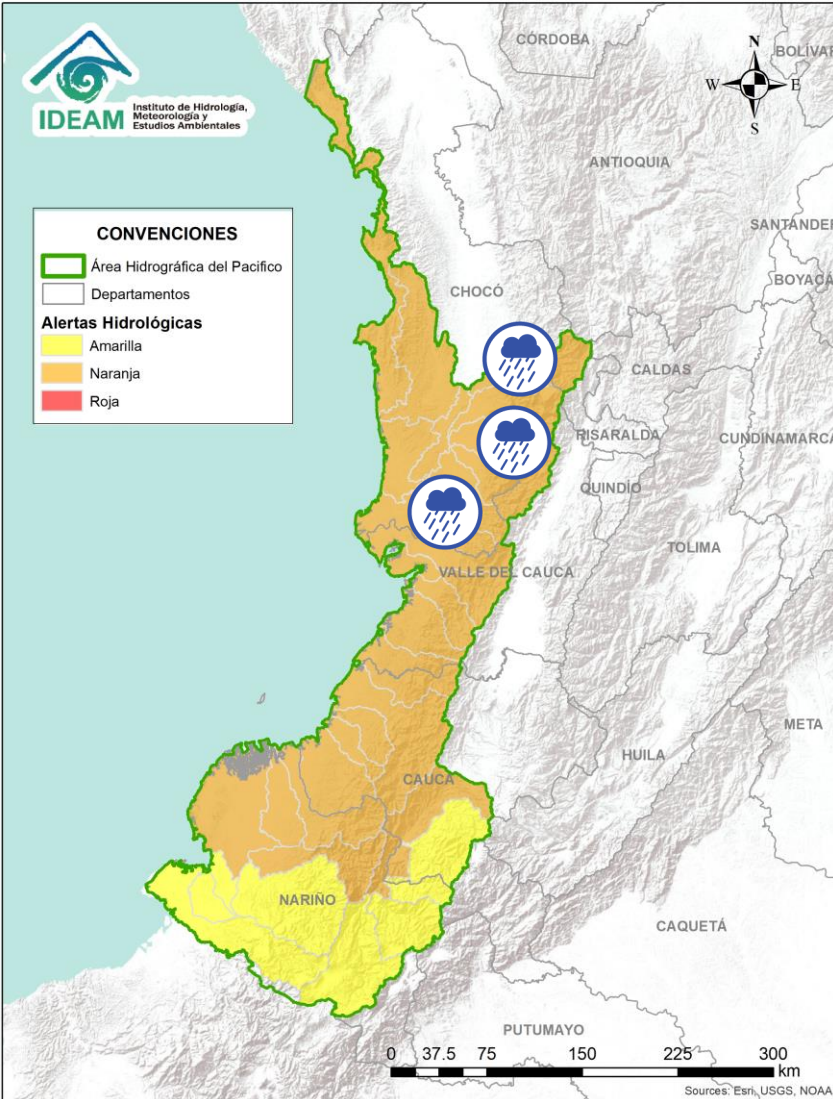 IDEAM
Instituto de Hidrología,
Meteorología y
Estudios Ambientales
CÓRDOBA
BOLÍVAR
N
W
E
S
ANTIOQUIA
SANTANDER
BOYACÁ
CONVENCIONES
Área Hidrográfica del Pacifico
Departamentos
Alertas Hidrológicas
Amarilla
Naranja
Roja
CHOCÓ
CALDAS
RISARALDA
CUNDINAMARCA
QUINDÍO
TOLIMA
VALLE DEL CAUCA
META
HUILA
CAUCA
NARIÑO
CAQUETÁ
PUTUMAYO
0 37.5 75 150 225 300
km
Sources: Esri, USGS, NOAA